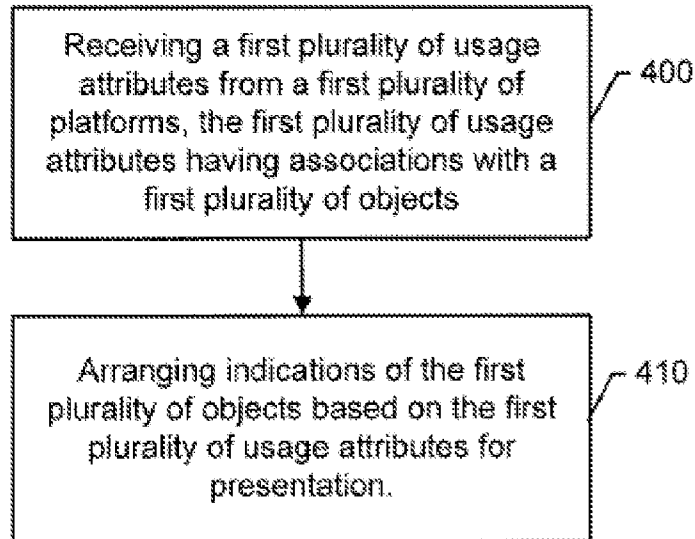 Receiving a first plurality of usage
attributes from a first plurality of
platforms, the first plurality of usage
attributes having associations with a
first plurality of objects
400
Arranging indications of the first
plurality of objects based on the first
plurality of usage attributes for
presentation.
410